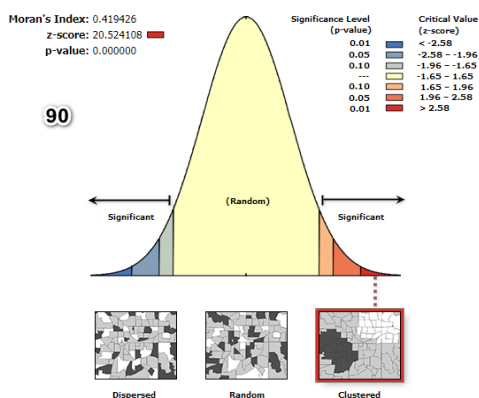 Moran's Index: 0.419426
z-score: 20.524108
p-value: 0.000000
Significance Level (p-value)
Critical Value (z-score)
0.01 < -2.58
0.05 -2.58 – -1.96
0.10 -1.96 – -1.65
--- -1.65 – 1.65
0.10 1.65 – 1.96
0.05 1.96 – 2.58
0.01 > 2.58
90
Significant
(Random)
Significant
Dispersed
Random
Clustered